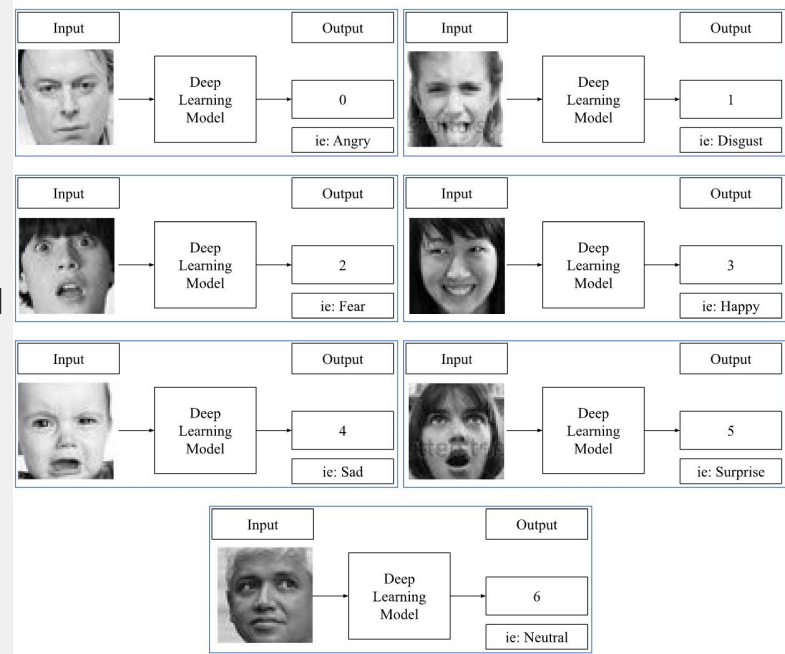 Input
Output
Deep
Learning
Model
0
ie: Angry
Input
Output
Deep
Learning
Model
1
ie: Disgust
Input
Output
Deep
Learning
Model
2
ie: Fear
Input
Output
Deep
Learning
Model
3
ie: Happy
Input
Output
Deep
Learning
Model
4
ie: Sad
Input
Output
Deep
Learning
Model
5
ie: Surprise
Input
Output
Deep
Learning
Model
6
ie: Neutral